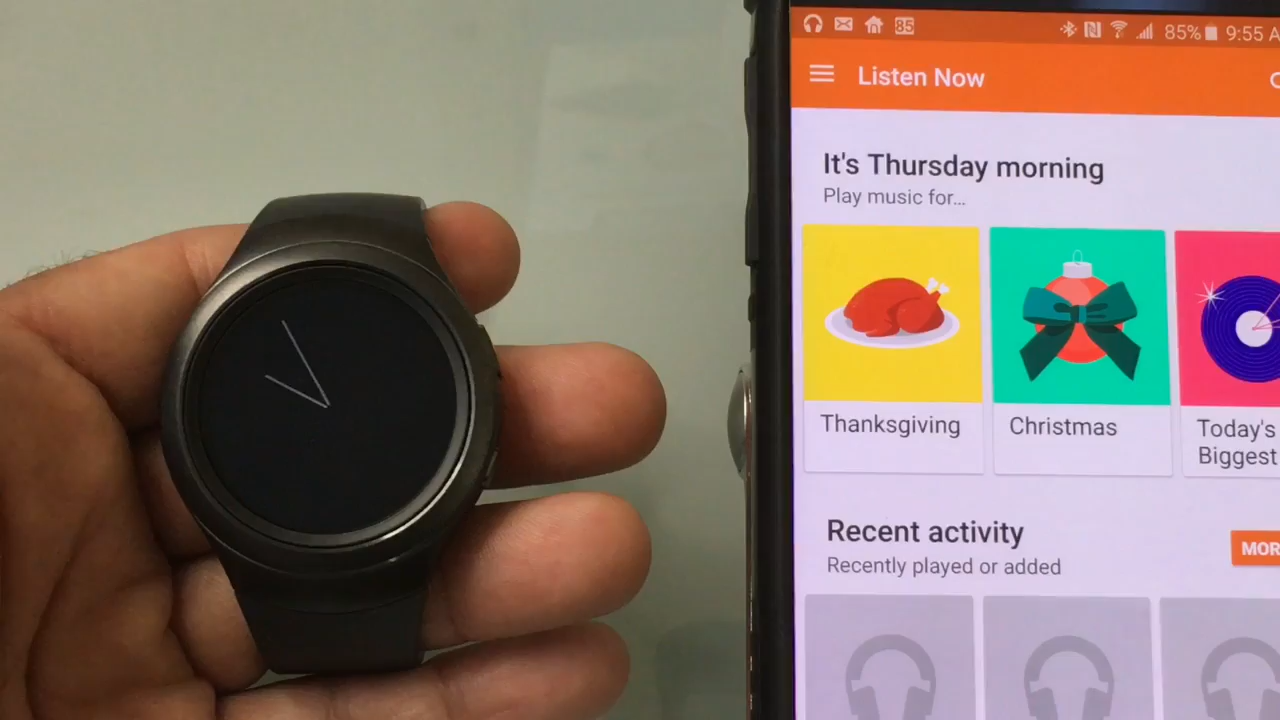 85 85% 9:55 A
Listen Now
It's Thursday morning
Play music for...
Thanksgiving
Christmas
Today's
Biggest
Recent activity
MOR
Recently played or added